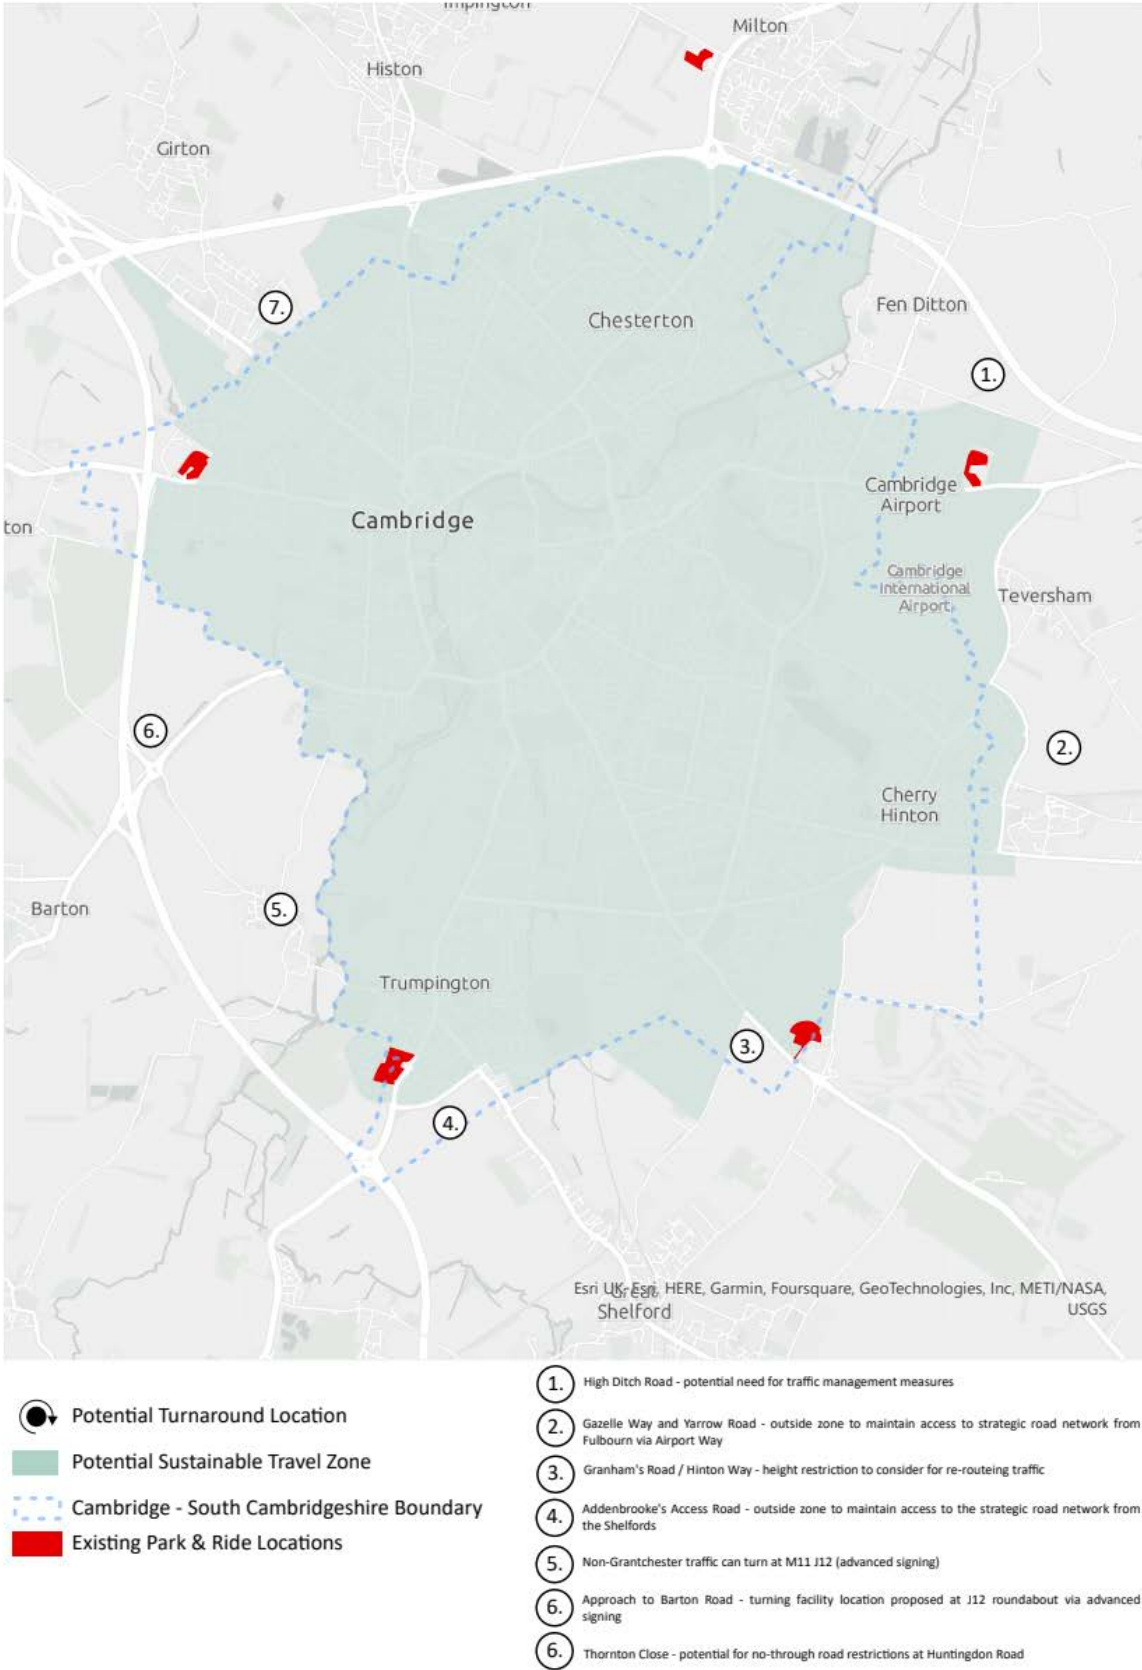 Impington
Milton
Histon
Girton
7.
Chesterton
Fen Ditton
1.
Cambridge
Airport
Cambridge
ton
Cambridge
International
Airport
Teversham
6.
2.
Cherry
Hinton
Barton
5.
Trumpington
3.
4.
Esri UK, Esri, HERE, Garmin, Foursquare, GeoTechnologies, Inc, METI/NASA,
USGS
Great
Shelford
Potential Turnaround Location
Potential Sustainable Travel Zone
Cambridge - South Cambridgeshire Boundary
Existing Park & Ride Locations
1. High Ditch Road - potential need for traffic management measures
2. Gazelle Way and Yarrow Road - outside zone to maintain access to strategic road network from
Fulbourn via Airport Way
3. Granham's Road / Hinton Way - height restriction to consider for re-routeing traffic
4. Addenbrooke's Access Road - outside zone to maintain access to the strategic road network from
the Shelfords
5. Non-Grantchester traffic can turn at M11 J12 (advanced signing)
6. Approach to Barton Road - turning facility location proposed at J12 roundabout via advanced
signing
6. Thornton Close - potential for no-through road restrictions at Huntingdon Road